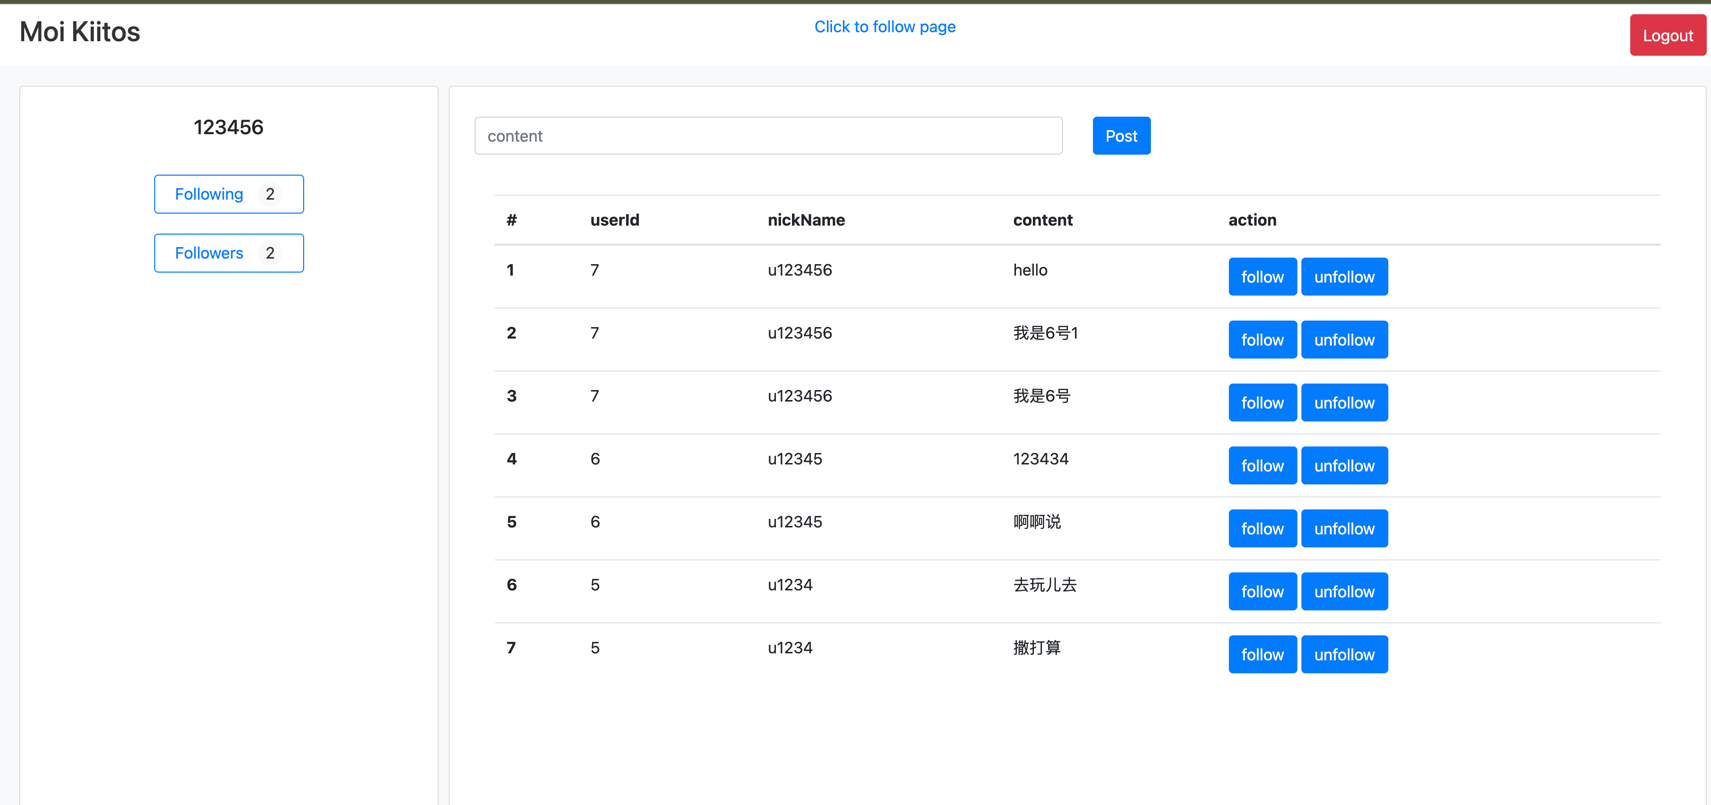 Moi Kiitos
Click to follow page
Logout
123456
Following 2
Followers 2
content
Post
# userId nickName content action
1 7 u123456 hello follow unfollow
2 7 u123456 我是6号1 follow unfollow
3 7 u123456 我是6号 follow unfollow
4 6 u12345 123434 follow unfollow
5 6 u12345 啊啊说 follow unfollow
6 5 u1234 去玩儿去 follow unfollow
7 5 u1234 撒打算 follow unfollow